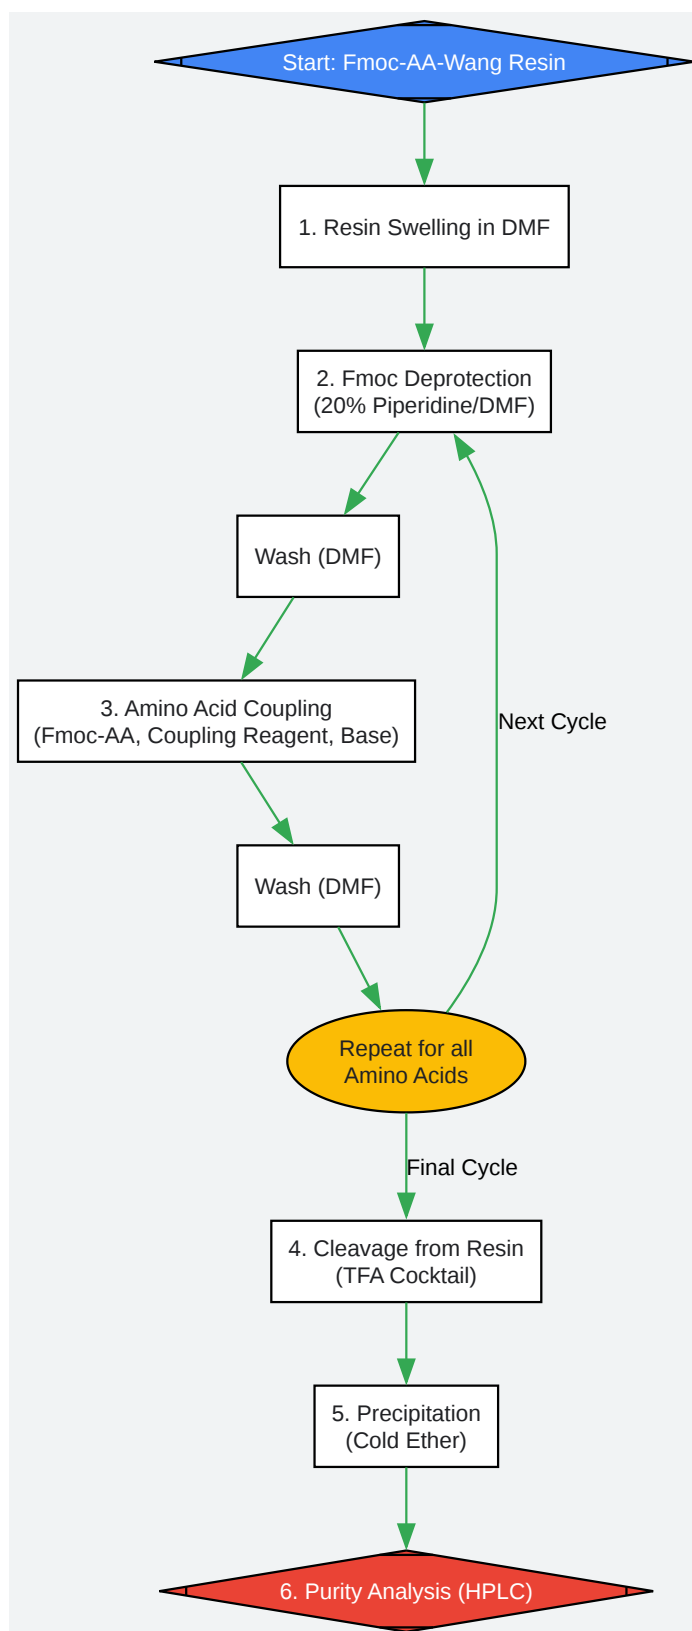 Start: Fmoc-AA-Wang Resin
1. Resin Swelling in DMF
2. Fmoc Deprotection
(20% Piperidine/DMF)
Wash (DMF)
3. Amino Acid Coupling
(Fmoc-AA, Coupling Reagent, Base)
Next Cycle
Wash (DMF)
Repeat for all
Amino Acids
Final Cycle
4. Cleavage from Resin
(TFA Cocktail)
5. Precipitation
(Cold Ether)
6. Purity Analysis (HPLC)